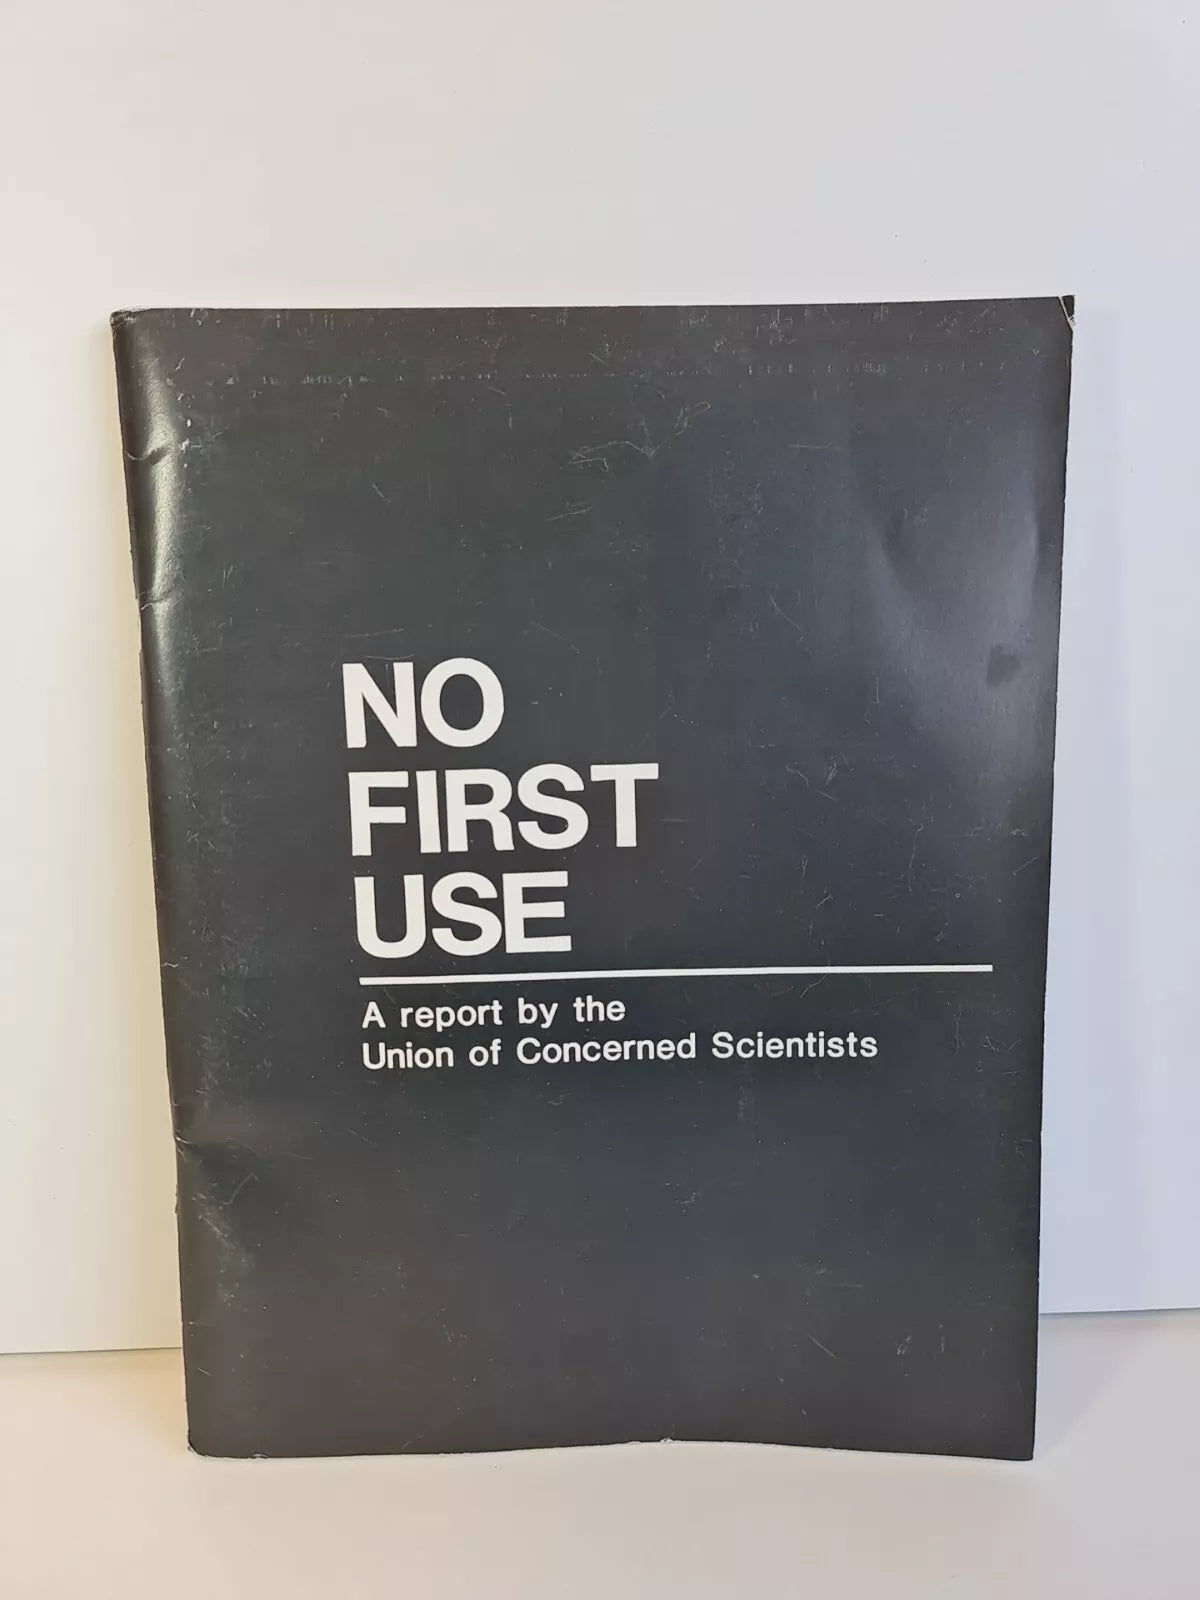 NO
FIRST
USE
A report by the
Union of Concerned Scientists